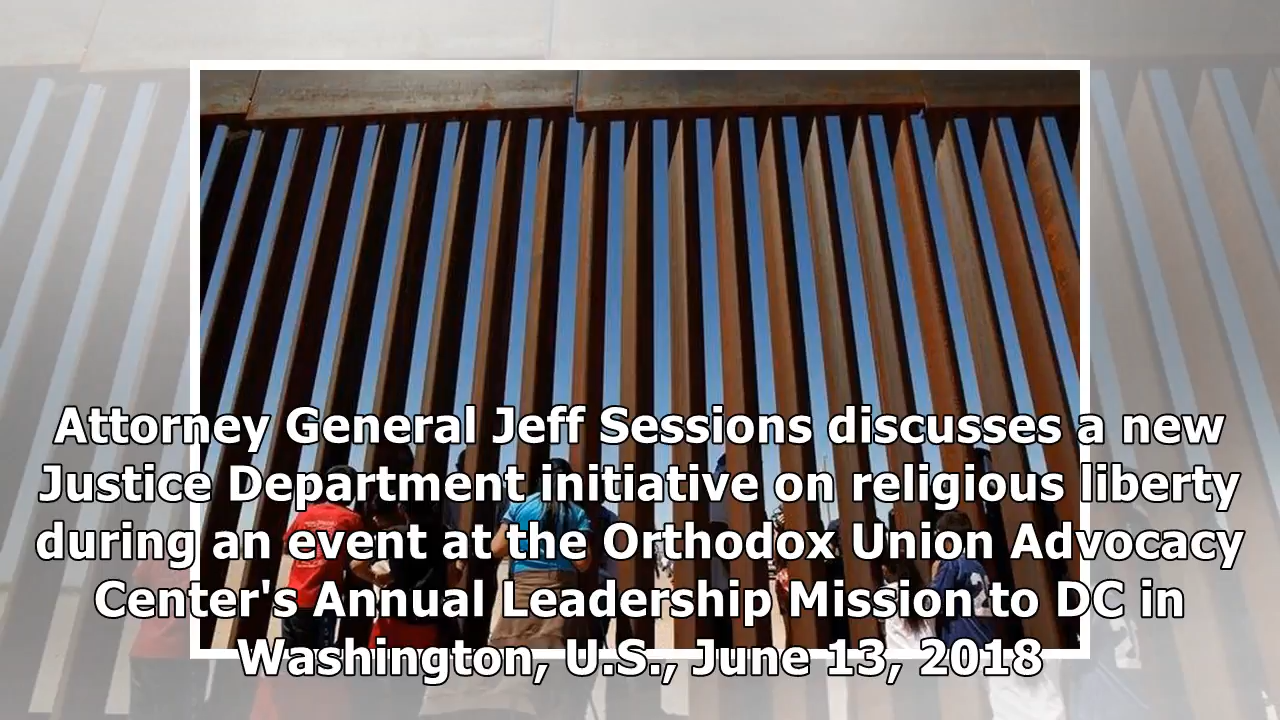 Attorney General Jeff Sessions discusses a new
Justice Department initiative on religious liberty
during an event at the Orthodox Union Advocacy
Center's Annual Leadership Mission to DC in
Washington, U.S., June 13, 2018